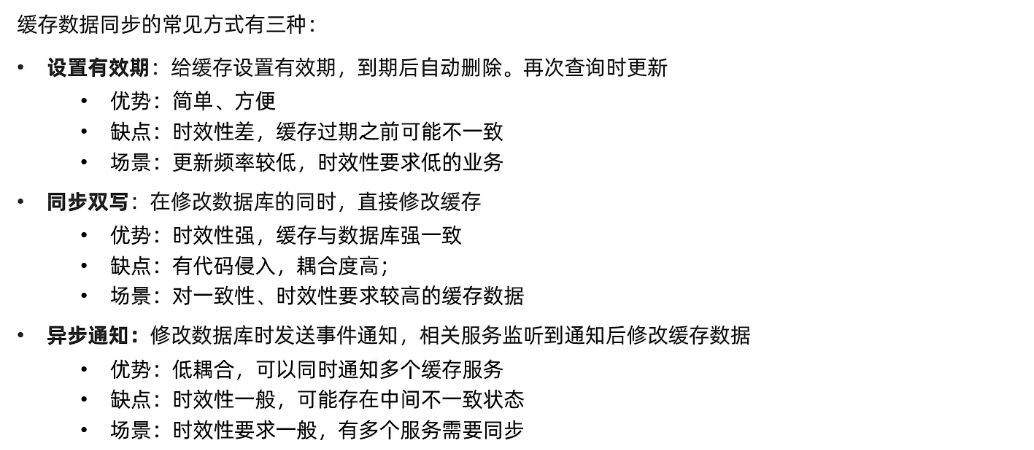 缓存数据同步的常见方式有三种：
• 设置有效期：给缓存设置有效期，到期后自动删除。再次查询时更新
• 优势：简单、方便
• 缺点：时效性差，缓存过期之前可能不一致
• 场景：更新频率较低，时效性要求低的业务
• 同步双写：在修改数据库的同时，直接修改缓存
• 优势：时效性强，缓存与数据库强一致
• 缺点：有代码侵入，耦合度高；
• 场景：对一致性、时效性要求较高的缓存数据
• 异步通知：修改数据库时发送事件通知，相关服务监听到通知后修改缓存数据
• 优势：低耦合，可以同时通知多个缓存服务
• 缺点：时效性一般，可能存在中间不一致状态
• 场景：时效性要求一般，有多个服务需要同步